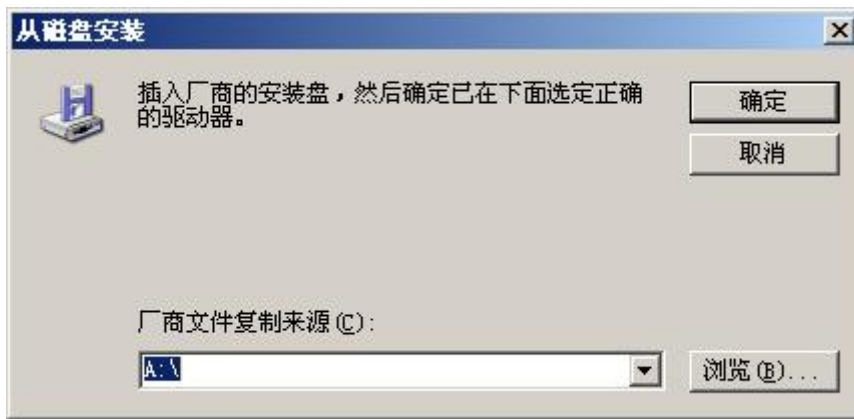 从磁盘安装
插入厂商的安装盘，然后确定已在下面选定正确
的驱动器。
确定
取消
厂商文件复制来源(C):
A:\
浏览(B)...